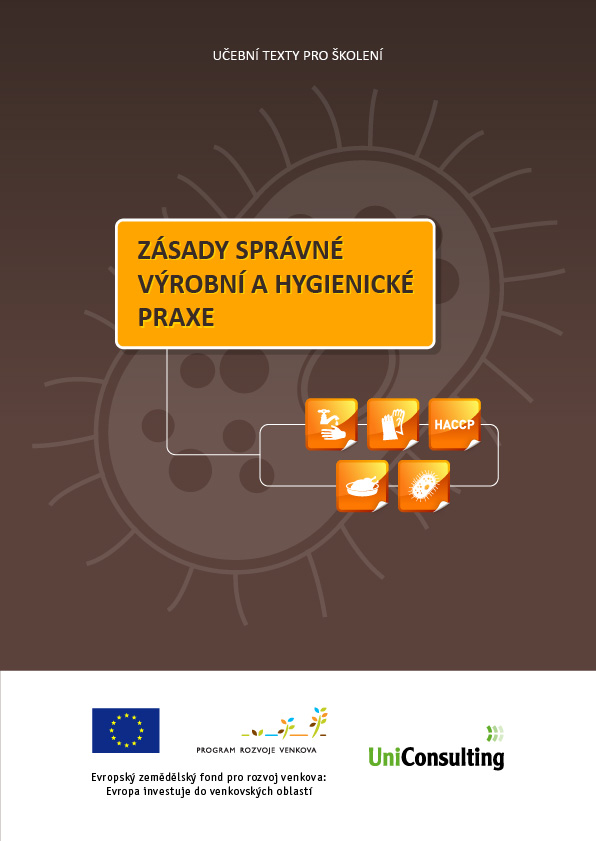 UČEBNÍ TEXTY PRO ŠKOLENÍ
ZÁSADY SPRÁVNÉ
VÝROBNÍ A HYGIENICKÉ
PRAXE
HACCP
PROGRAM ROZVOJE VENKOVA
UniConsulting
Evropský zemědělský fond pro rozvoj venkova:
Evropa investuje do venkovských oblastí